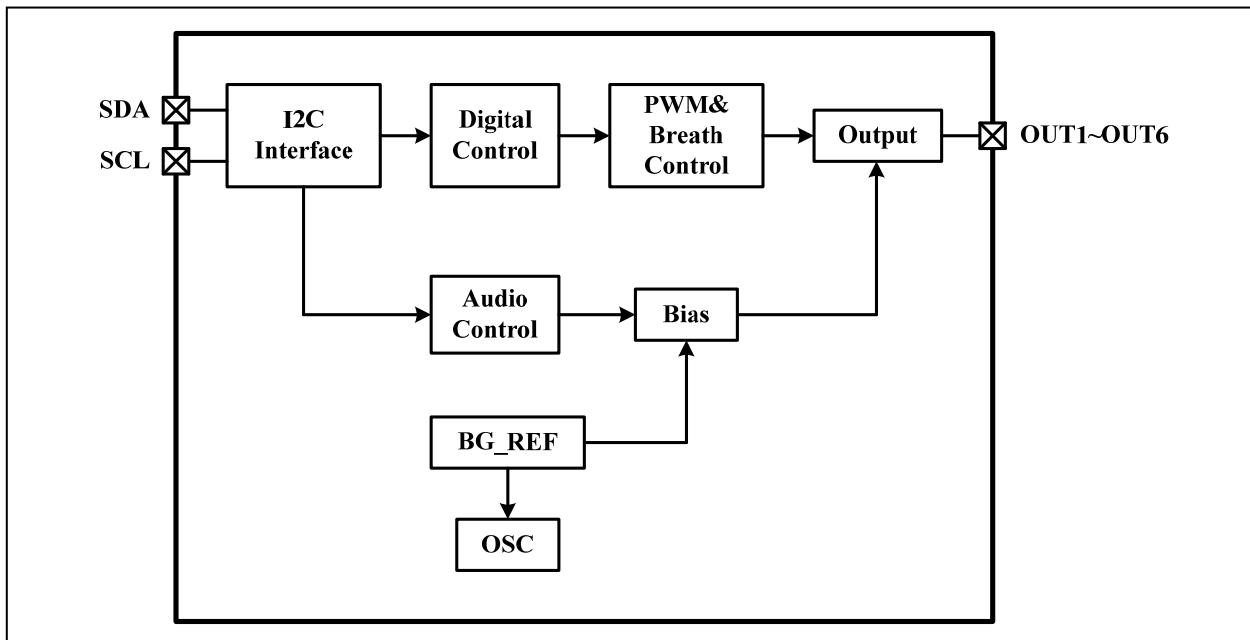 SDA
SCL
I2C
Interface
Digital
Control
PWM&
Breath
Control
Output
OUT1~OUT6
Audio
Control
Bias
BG_REF
OSC